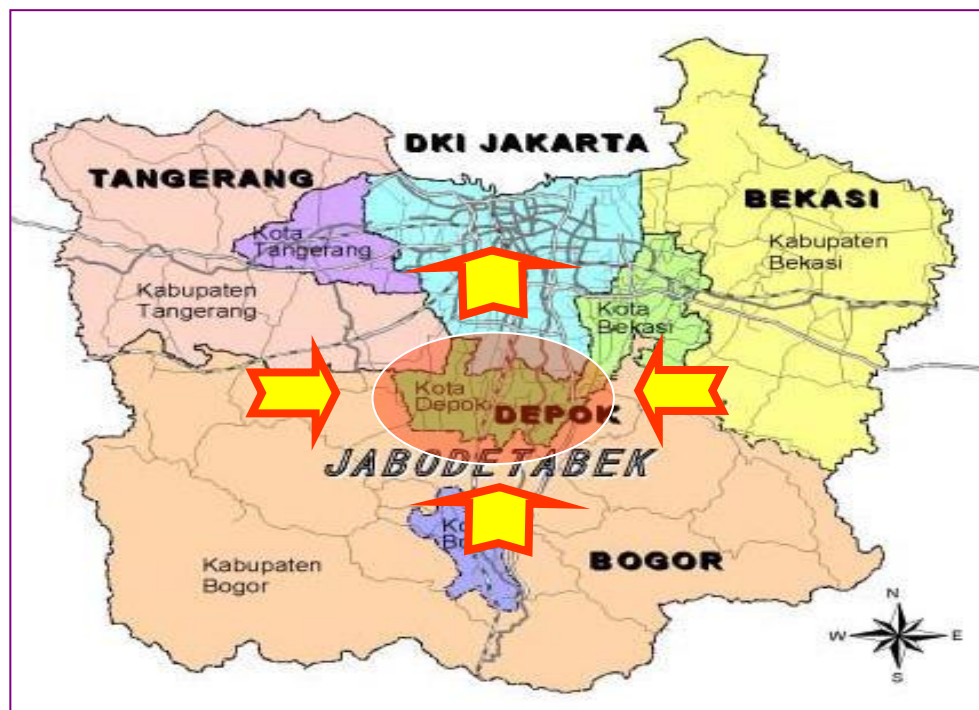 DKI JAKARTA
TANGERANG
BEKASI
Kota
Tangerang
Kabupaten
Bekasi
Kabupaten
Tangerang
Kota
Bekasi
Kota
Depok
DEPOK
JABODETABEK
BOGOR
Kabupaten
Bogor
N
W
E
S